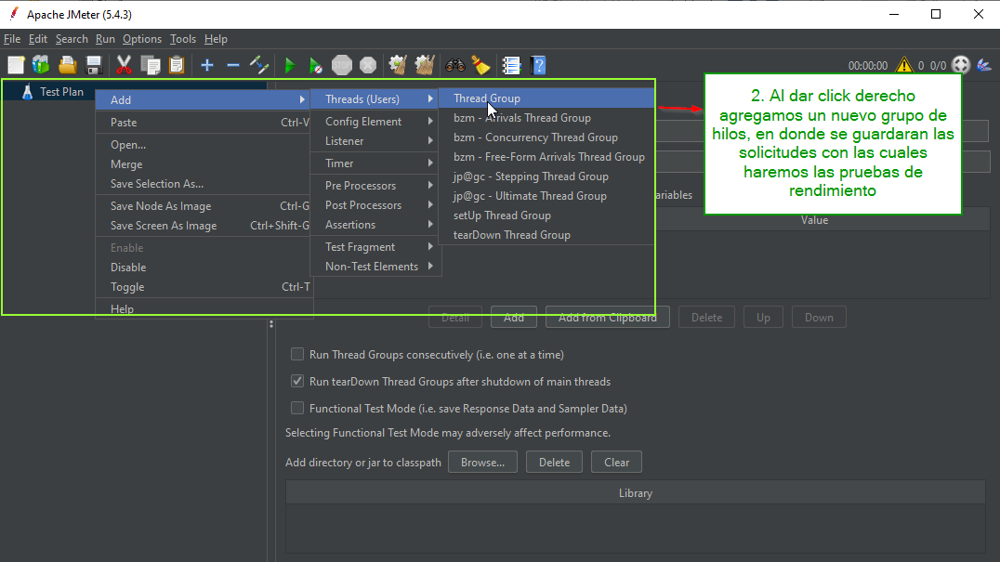 Apache JMeter (5.4.3)
File Edit Search Run Options Tools Help
00:00:00 0 0/0
Test Plan
Add
Paste Ctrl-V
Open...
Merge
Save Selection As...
Save Node As Image Ctrl-G
Save Screen As Image Ctrl+Shift-G
Enable
Disable
Toggle Ctrl-T
Help
Threads (Users)
Config Element
Listener
Timer
Pre Processors
Post Processors
Assertions
Test Fragment
Non-Test Elements
Thread Group
bzm - Arrivals Thread Group
bzm - Concurrency Thread Group
bzm - Free-Form Arrivals Thread Group
jp@gc - Stepping Thread Group
jp@gc - Ultimate Thread Group
setUp Thread Group
tearDown Thread Group
2. Al dar click derecho
agregamos un nuevo grupo de
hilos, en donde se guardaran las
solicitudes con las cuales
haremos las pruebas de
rendimiento
ariables
Value
Detail Add Add from Clipboard Delete Up Down
Run Thread Groups consecutively (i.e. one at a time)
Run tearDown Thread Groups after shutdown of main threads
Functional Test Mode (i.e. save Response Data and Sampler Data)
Selecting Functional Test Mode may adversely affect performance.
Add directory or jar to classpath Browse... Delete Clear
Library